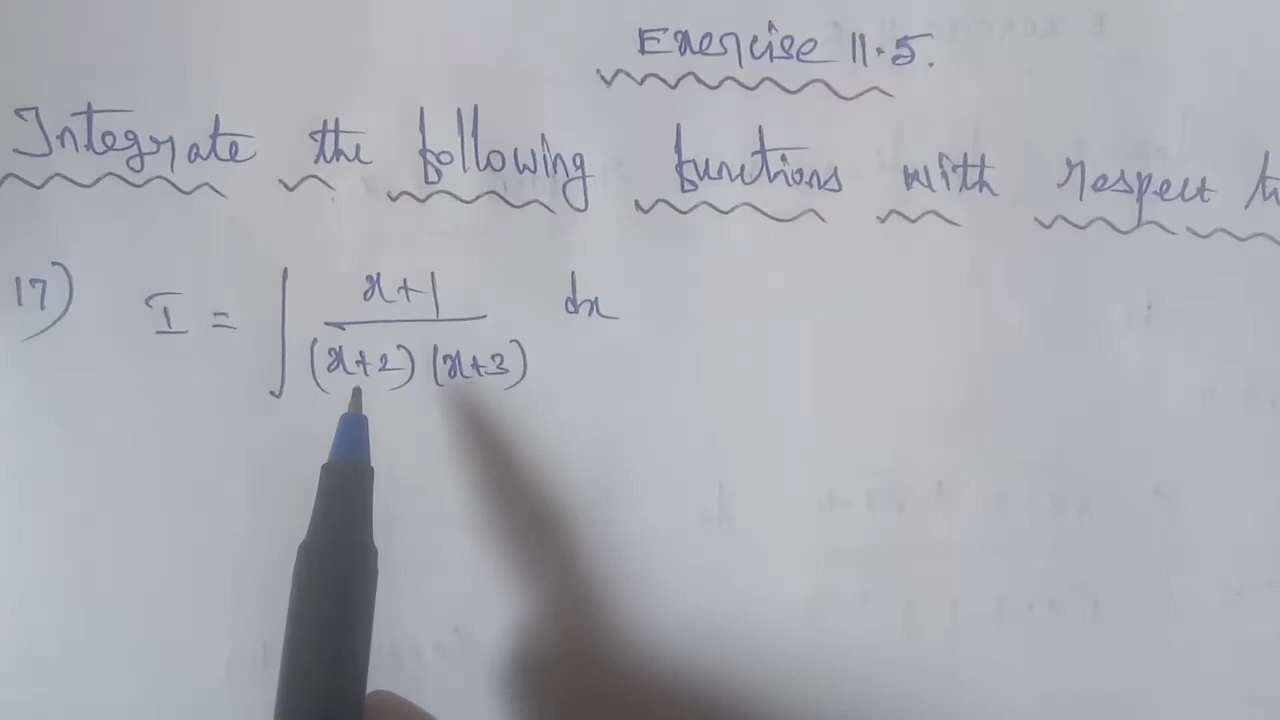 Exercise 11.5.
Integrate the following functions with respect
17) I = ∫ x+1 / (x+2) (x+3) dx